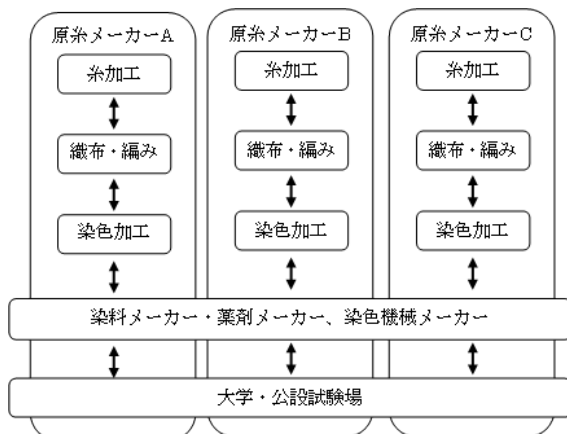 原糸メーカーA
原糸メーカーB
原糸メーカーC
糸加工
糸加工
糸加工
織布・編み
織布・編み
織布・編み
染色加工
染色加工
染色加工
染料メーカー・薬剤メーカー、染色機械メーカー
大学・公設試験場